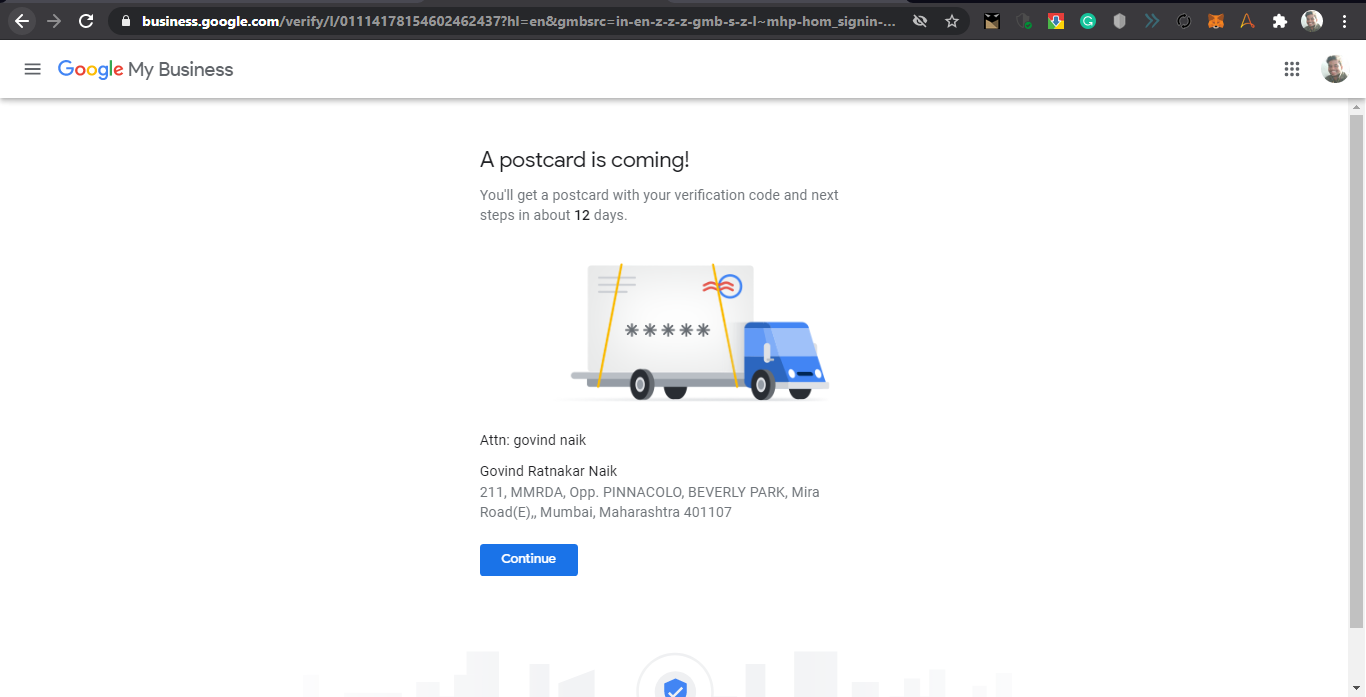 business.google.com/verify/l/01114178154602462437?hl=en&gmbsrc=in-en-z-z-z-gmb-s-z-l~mhp-hom_signin-...
Google My Business
A postcard is coming!
You'll get a postcard with your verification code and next
steps in about 12 days.
*****
Attn: govind naik
Govind Ratnakar Naik
211, MMRDA, Opp. PINNACOLO, BEVERLY PARK, Mira
Road(E),, Mumbai, Maharashtra 401107
Continue